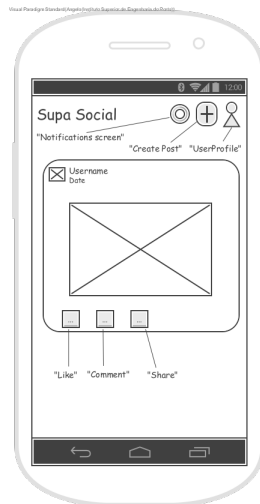 Visual Paradigm Standard(Angela(Instituto Superior de Engenharia do Porto))
12:00
Supa Social
"Notifications screen"
"Create Post" "UserProfile"
Username
Date
... ... ...
"Like" "Comment" "Share"